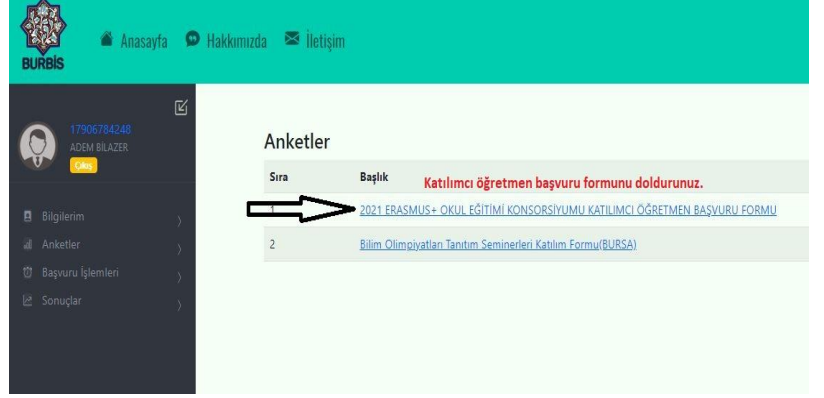 BURBİS
Anasayfa
Hakkımızda
İletişim
17906784248
ADEM BİLAZER
Çıkış
Bilgilerim
Anketler
Başvuru İşlemleri
Sonuçlar
Anketler
Sıra Başlık
Katılımcı öğretmen başvuru formunu doldurunuz.
1 2021 ERASMUS+ OKUL EĞİTİMİ KONSORSİYUMU KATILIMCI ÖĞRETMEN BAŞVURU FORMU
2 Bilim Olimpiyatları Tanıtım Seminerleri Katılım Formu(BURSA)